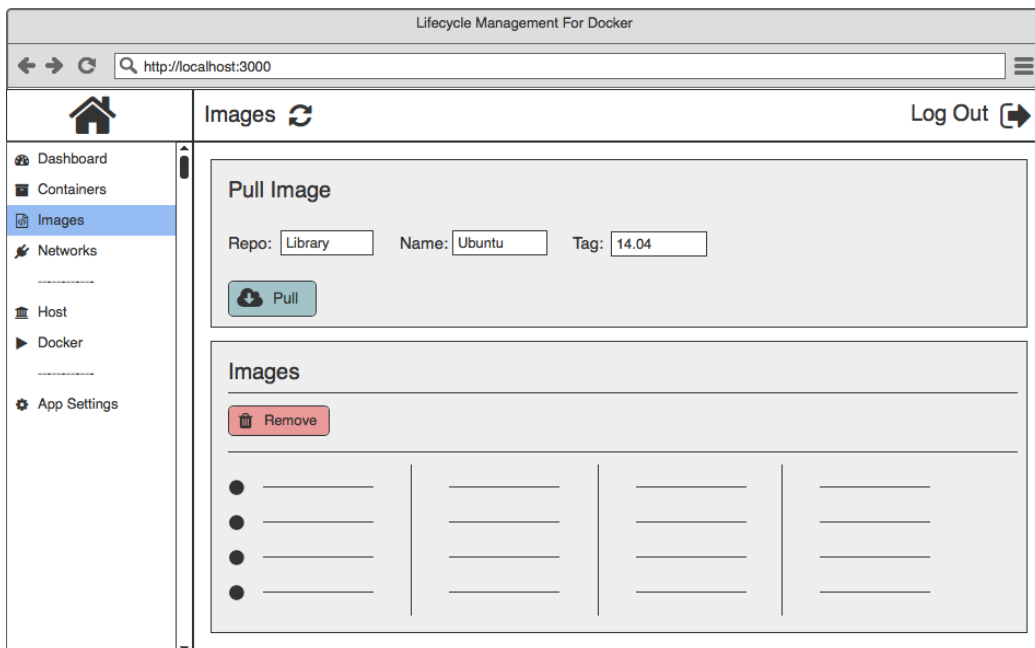 Lifecycle Management For Docker
http://localhost:3000
Images
Log Out
Dashboard
Containers
Images
Networks
------------
Host
Docker
------------
App Settings
Pull Image
Repo: Library Name: Ubuntu Tag: 14.04
Pull
Images
Remove